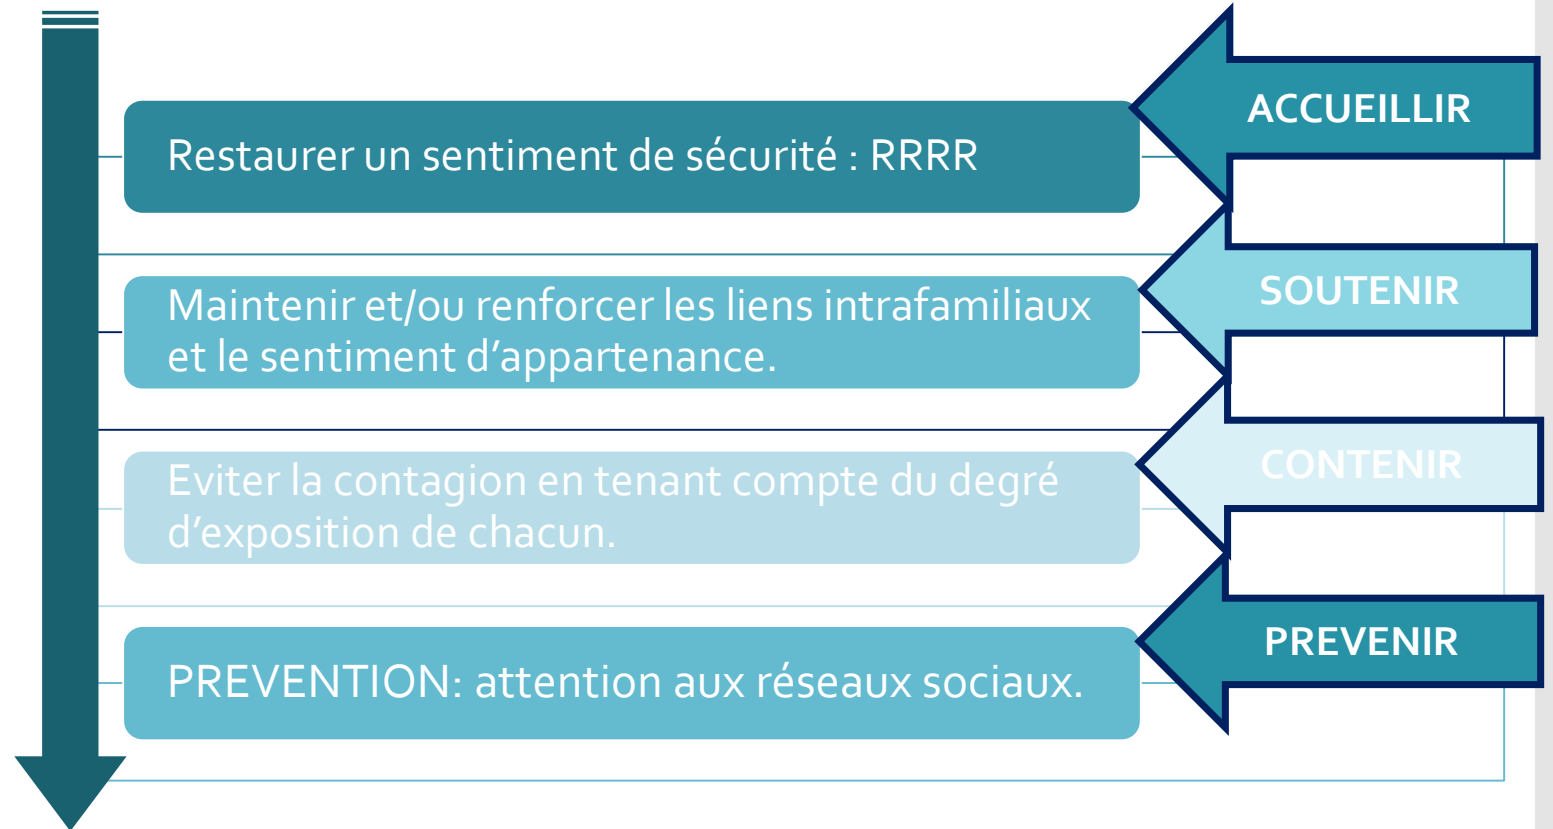 ACCUEILLIR
Restaurer un sentiment de sécurité : RRRR
SOUTENIR
Maintenir et/ou renforcer les liens intrafamiliaux
et le sentiment d’appartenance.
CONTENIR
Eviter la contagion en tenant compte du degré
d’exposition de chacun.
PREVENIR
PREVENTION: attention aux réseaux sociaux.